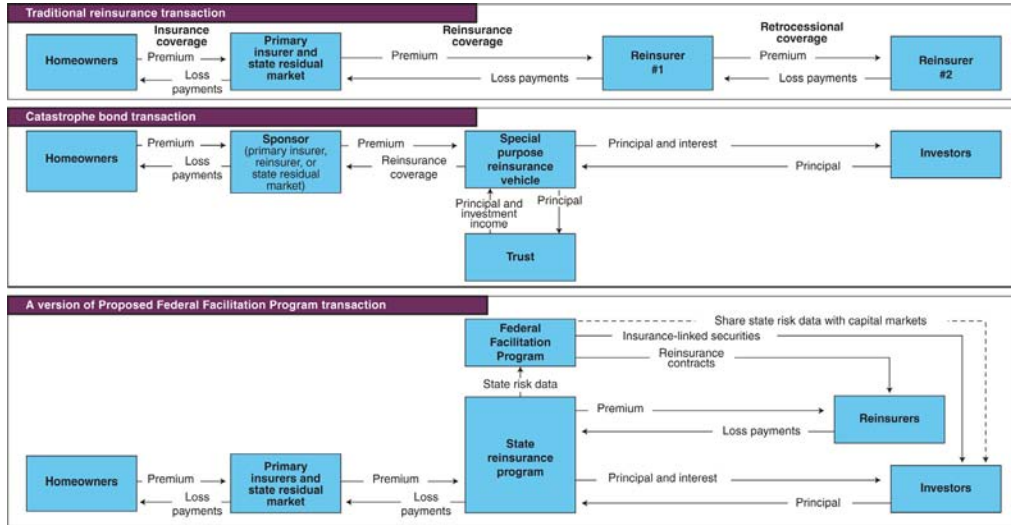 Traditional reinsurance transaction
Insurance
coverage
Reinsurance
coverage
Retrocessional
coverage
Homeowners
Premium
Loss
payments
Primary
insurer and
state residual
market
Premium
Loss payments
Reinsurer
#1
Premium
Loss payments
Reinsurer
#2
Catastrophe bond transaction
Homeowners
Premium
Loss
payments
Sponsor
(primary insurer,
reinsurer, or
state residual
market)
Premium
Reinsurance
coverage
Special
purpose
reinsurance
vehicle
Principal and interest
Principal
Investors
Principal and
investment
income
Principal
Trust
A version of Proposed Federal Facilitation Program transaction
Federal
Facilitation
Program
Share state risk data with capital markets
Insurance-linked securities
Reinsurance
contracts
State risk data
Premium
Loss payments
Reinsurers
State
reinsurance
program
Homeowners
Premium
Loss
payments
Primary
insurers and
state residual
market
Premium
Loss
payments
Principal and interest
Principal
Investors